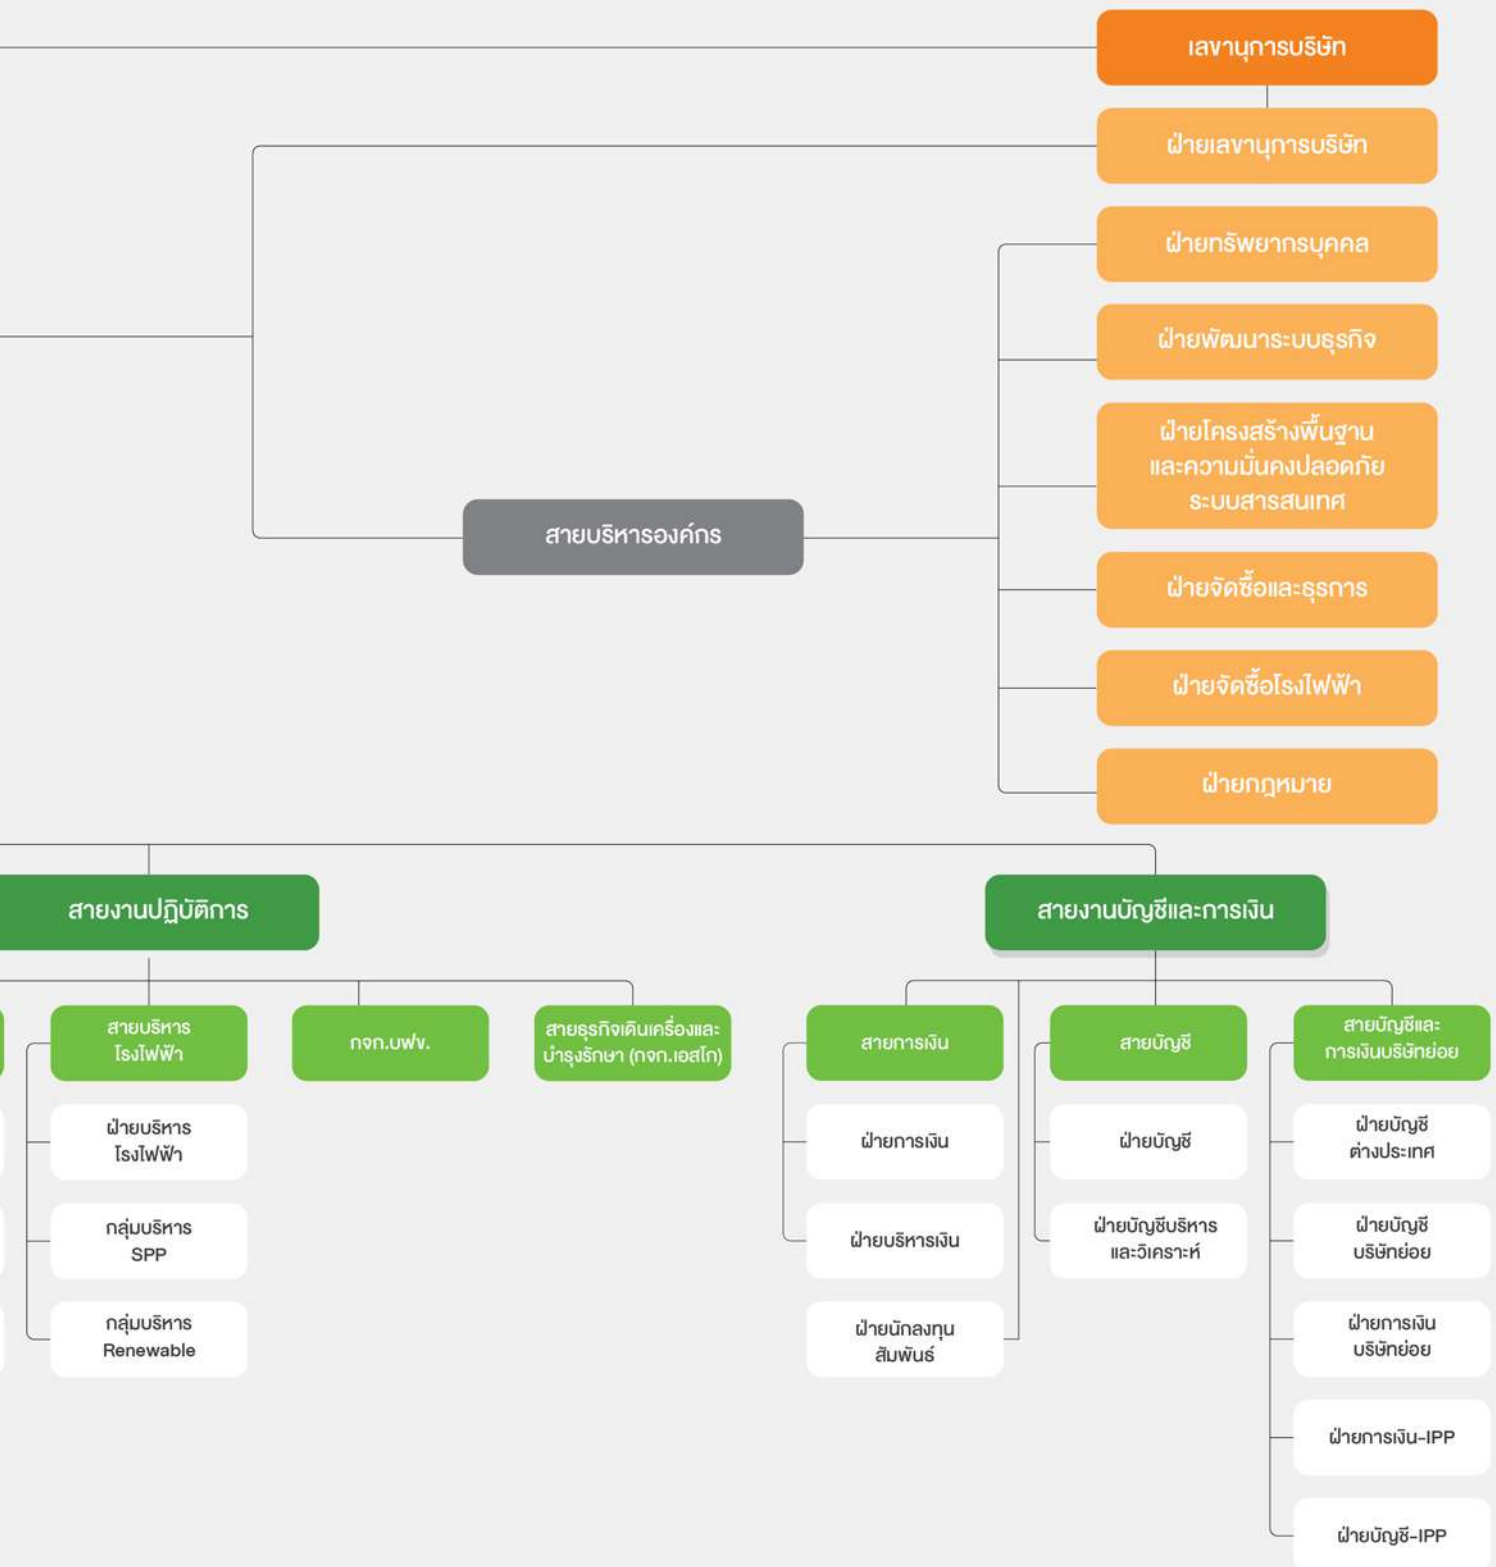 เลขานุการบริษัท
ฝ่ายเลขานุการบริษัท
ฝ่ายทรัพยากรบุคคล
ฝ่ายพัฒนาระบบธุรกิจ
ฝ่ายโครงสร้างพื้นฐาน
และความมั่นคงปลอดภัย
ระบบสารสนเทศ
สายบริหารองค์กร
ฝ่ายจัดซื้อและธุรการ
ฝ่ายจัดซื้อโรงไฟฟ้า
ฝ่ายกฎหมาย
สายงานปฏิบัติการ
สายงานบัญชีและการเงิน
สายบริหาร
โรงไฟฟ้า
กจก.บฟข.
สายธุรกิจเดินเครื่องและ
บำรุงรักษา (กจก.เอสโก)
สายการเงิน
สายบัญชี
สายบัญชีและ
การเงินบริษัทย่อย
ฝ่ายบริหาร
โรงไฟฟ้า
ฝ่ายการเงิน
ฝ่ายบัญชี
ฝ่ายบัญชี
ต่างประเทศ
กลุ่มบริหาร
SPP
ฝ่ายบริหารเงิน
ฝ่ายบัญชีบริหาร
และวิเคราะห์
ฝ่ายบัญชี
บริษัทย่อย
กลุ่มบริหาร
Renewable
ฝ่ายนักลงทุน
สัมพันธ์
ฝ่ายการเงิน
บริษัทย่อย
ฝ่ายการเงิน-IPP
ฝ่ายบัญชี-IPP